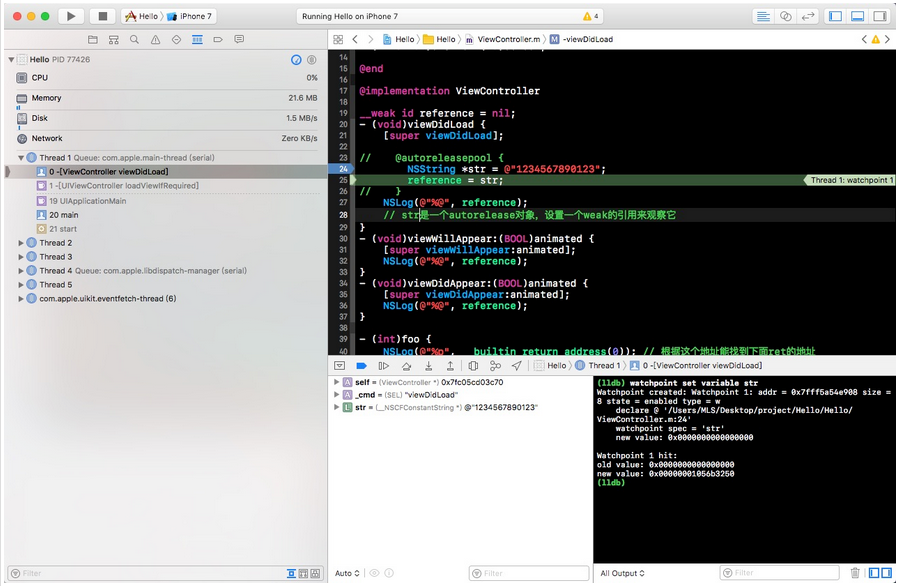 Hello
iPhone 7
Running Hello on iPhone 7
4
Hello
Hello
ViewController.m
M
-viewDidLoad
Hello PID 77426
CPU 0%
Memory 21.6 MB
Disk 1.5 MB/s
Network Zero KB/s
Thread 1 Queue: com.apple.main-thread (serial)
0 -[ViewController viewDidLoad]
1 -[UIViewController loadViewIfRequired]
19 UIApplicationMain
20 main
21 start
Thread 2
Thread 3
Thread 4 Queue: com.apple.libdispatch-manager (serial)
Thread 5
com.apple.uikit.eventfetch-thread (6)
Filter
14
15 @end
16
17 @implementation ViewController
18
19 __weak id reference = nil;
20 - (void)viewDidLoad {
21 [super viewDidLoad];
22
23 // @autoreleasepool {
24 NSString *str = @"1234567890123";
25 reference = str; Thread 1: watchpoint 1
26 // }
27 NSLog(@"%@", reference);
28 // str是一个autorelease对象，设置一个weak的引用来观察它
29 }
30 - (void)viewWillAppear:(BOOL)animated {
31 [super viewWillAppear:animated];
32 NSLog(@"%@", reference);
33 }
34 - (void)viewDidAppear:(BOOL)animated {
35 [super viewDidAppear:animated];
36 NSLog(@"%@", reference);
37 }
38
39 - (int)foo {
40 NSLog(@"%p", __builtin_return_address(0)); // 根据这个地址能找到下面ret的地址
Hello
Thread 1
0 -[ViewController viewDidLoad]
A self = (ViewController *) 0x7fc05cd03c70
A _cmd = (SEL) "viewDidLoad"
L str = (__NSCFConstantString *) @"1234567890123"
Auto
Filter
(lldb) watchpoint set variable str
Watchpoint created: Watchpoint 1: addr = 0x7fff5a54e908 size =
8 state = enabled type = w
declare @ '/Users/MLS/Desktop/project/Hello/Hello/
ViewController.m:24'
watchpoint spec = 'str'
new value: 0x0000000000000000
Watchpoint 1 hit:
old value: 0x0000000000000000
new value: 0x00000001056b3250
(lldb)
All Output
Filter